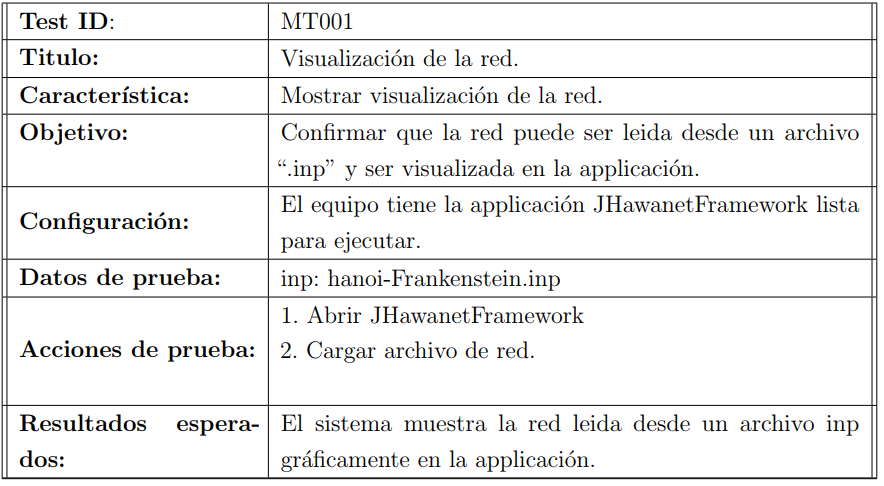 Test ID: MT001
Titulo: Visualización de la red.
Característica: Mostrar visualización de la red.
Objetivo: Confirmar que la red puede ser leida desde un archivo
“.inp” y ser visualizada en la applicación.
Configuración: El equipo tiene la applicación JHawanetFramework lista
para ejecutar.
Datos de prueba: inp: hanoi-Frankenstein.inp
Acciones de prueba: 1. Abrir JHawanetFramework
2. Cargar archivo de red.
Resultados espera-
dos:
El sistema muestra la red leida desde un archivo inp
gráficamente en la applicación.